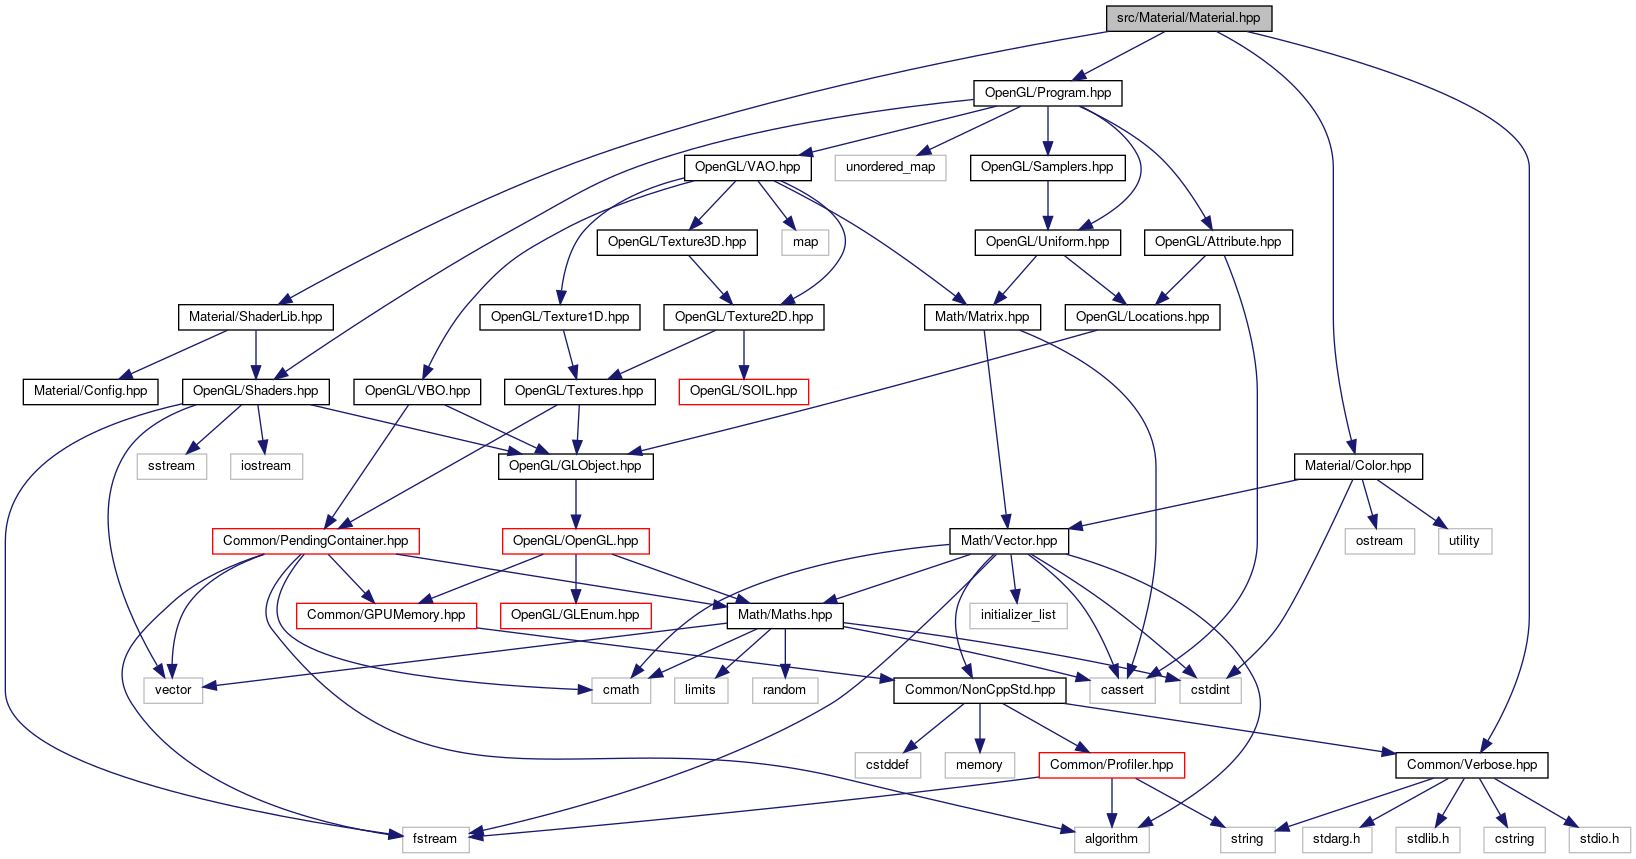 src/Material/Material.hpp
OpenGL/Program.hpp
OpenGL/VAO.hpp
unordered_map
OpenGL/Samplers.hpp
OpenGL/Texture3D.hpp
map
OpenGL/Uniform.hpp
OpenGL/Attribute.hpp
Material/ShaderLib.hpp
OpenGL/Texture1D.hpp
OpenGL/Texture2D.hpp
Math/Matrix.hpp
OpenGL/Locations.hpp
Material/Config.hpp
OpenGL/Shaders.hpp
OpenGL/VBO.hpp
OpenGL/Textures.hpp
OpenGL/SOIL.hpp
sstream
iostream
OpenGL/GLObject.hpp
Material/Color.hpp
Common/PendingContainer.hpp
OpenGL/OpenGL.hpp
Math/Vector.hpp
ostream
utility
Common/GPUMemory.hpp
OpenGL/GLEnum.hpp
Math/Maths.hpp
initializer_list
vector
cmath
limits
random
Common/NonCppStd.hpp
cassert
cstdint
cstddef
memory
Common/Profiler.hpp
Common/Verbose.hpp
fstream
algorithm
string
stdarg.h
stdlib.h
cstring
stdio.h